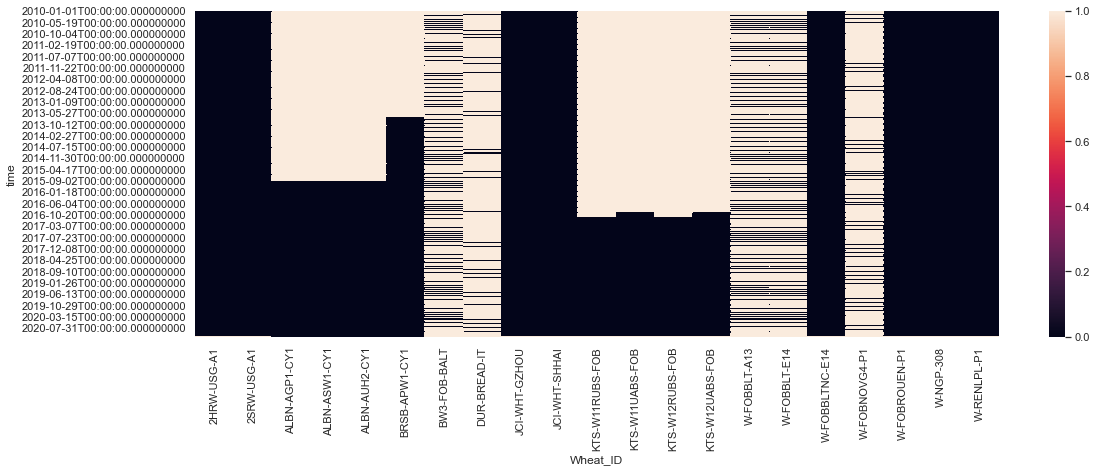 2010-01-01T00:00:00.000000000
2010-05-19T00:00:00.000000000
2010-10-04T00:00:00.000000000
2011-02-19T00:00:00.000000000
2011-07-07T00:00:00.000000000
2011-11-22T00:00:00.000000000
2012-04-08T00:00:00.000000000
2012-08-24T00:00:00.000000000
2013-01-09T00:00:00.000000000
2013-05-27T00:00:00.000000000
2013-10-12T00:00:00.000000000
2014-02-27T00:00:00.000000000
2014-07-15T00:00:00.000000000
2014-11-30T00:00:00.000000000
2015-04-17T00:00:00.000000000
2015-09-02T00:00:00.000000000
2016-01-18T00:00:00.000000000
2016-06-04T00:00:00.000000000
2016-10-20T00:00:00.000000000
2017-03-07T00:00:00.000000000
2017-07-23T00:00:00.000000000
2017-12-08T00:00:00.000000000
2018-04-25T00:00:00.000000000
2018-09-10T00:00:00.000000000
2019-01-26T00:00:00.000000000
2019-06-13T00:00:00.000000000
2019-10-29T00:00:00.000000000
2020-03-15T00:00:00.000000000
2020-07-31T00:00:00.000000000
time
2HRW-USG-A1
2SRW-USG-A1
ALBN-AGP1-CY1
ALBN-ASW1-CY1
ALBN-AUH2-CY1
BRSB-APW1-CY1
BW3-FOB-BALT
DUR-BREAD-IT
JCI-WHT-GZHOU
JCI-WHT-SHHAI
KTS-W11RUBS-FOB
KTS-W11UABS-FOB
KTS-W12RUBS-FOB
KTS-W12UABS-FOB
W-FOBBLT-A13
W-FOBBLT-E14
W-FOBBLTNC-E14
W-FOBNOVG4-P1
W-FOBROUEN-P1
W-NGP-308
W-RENLPL-P1
Wheat_ID
1.0
0.8
0.6
0.4
0.2
0.0